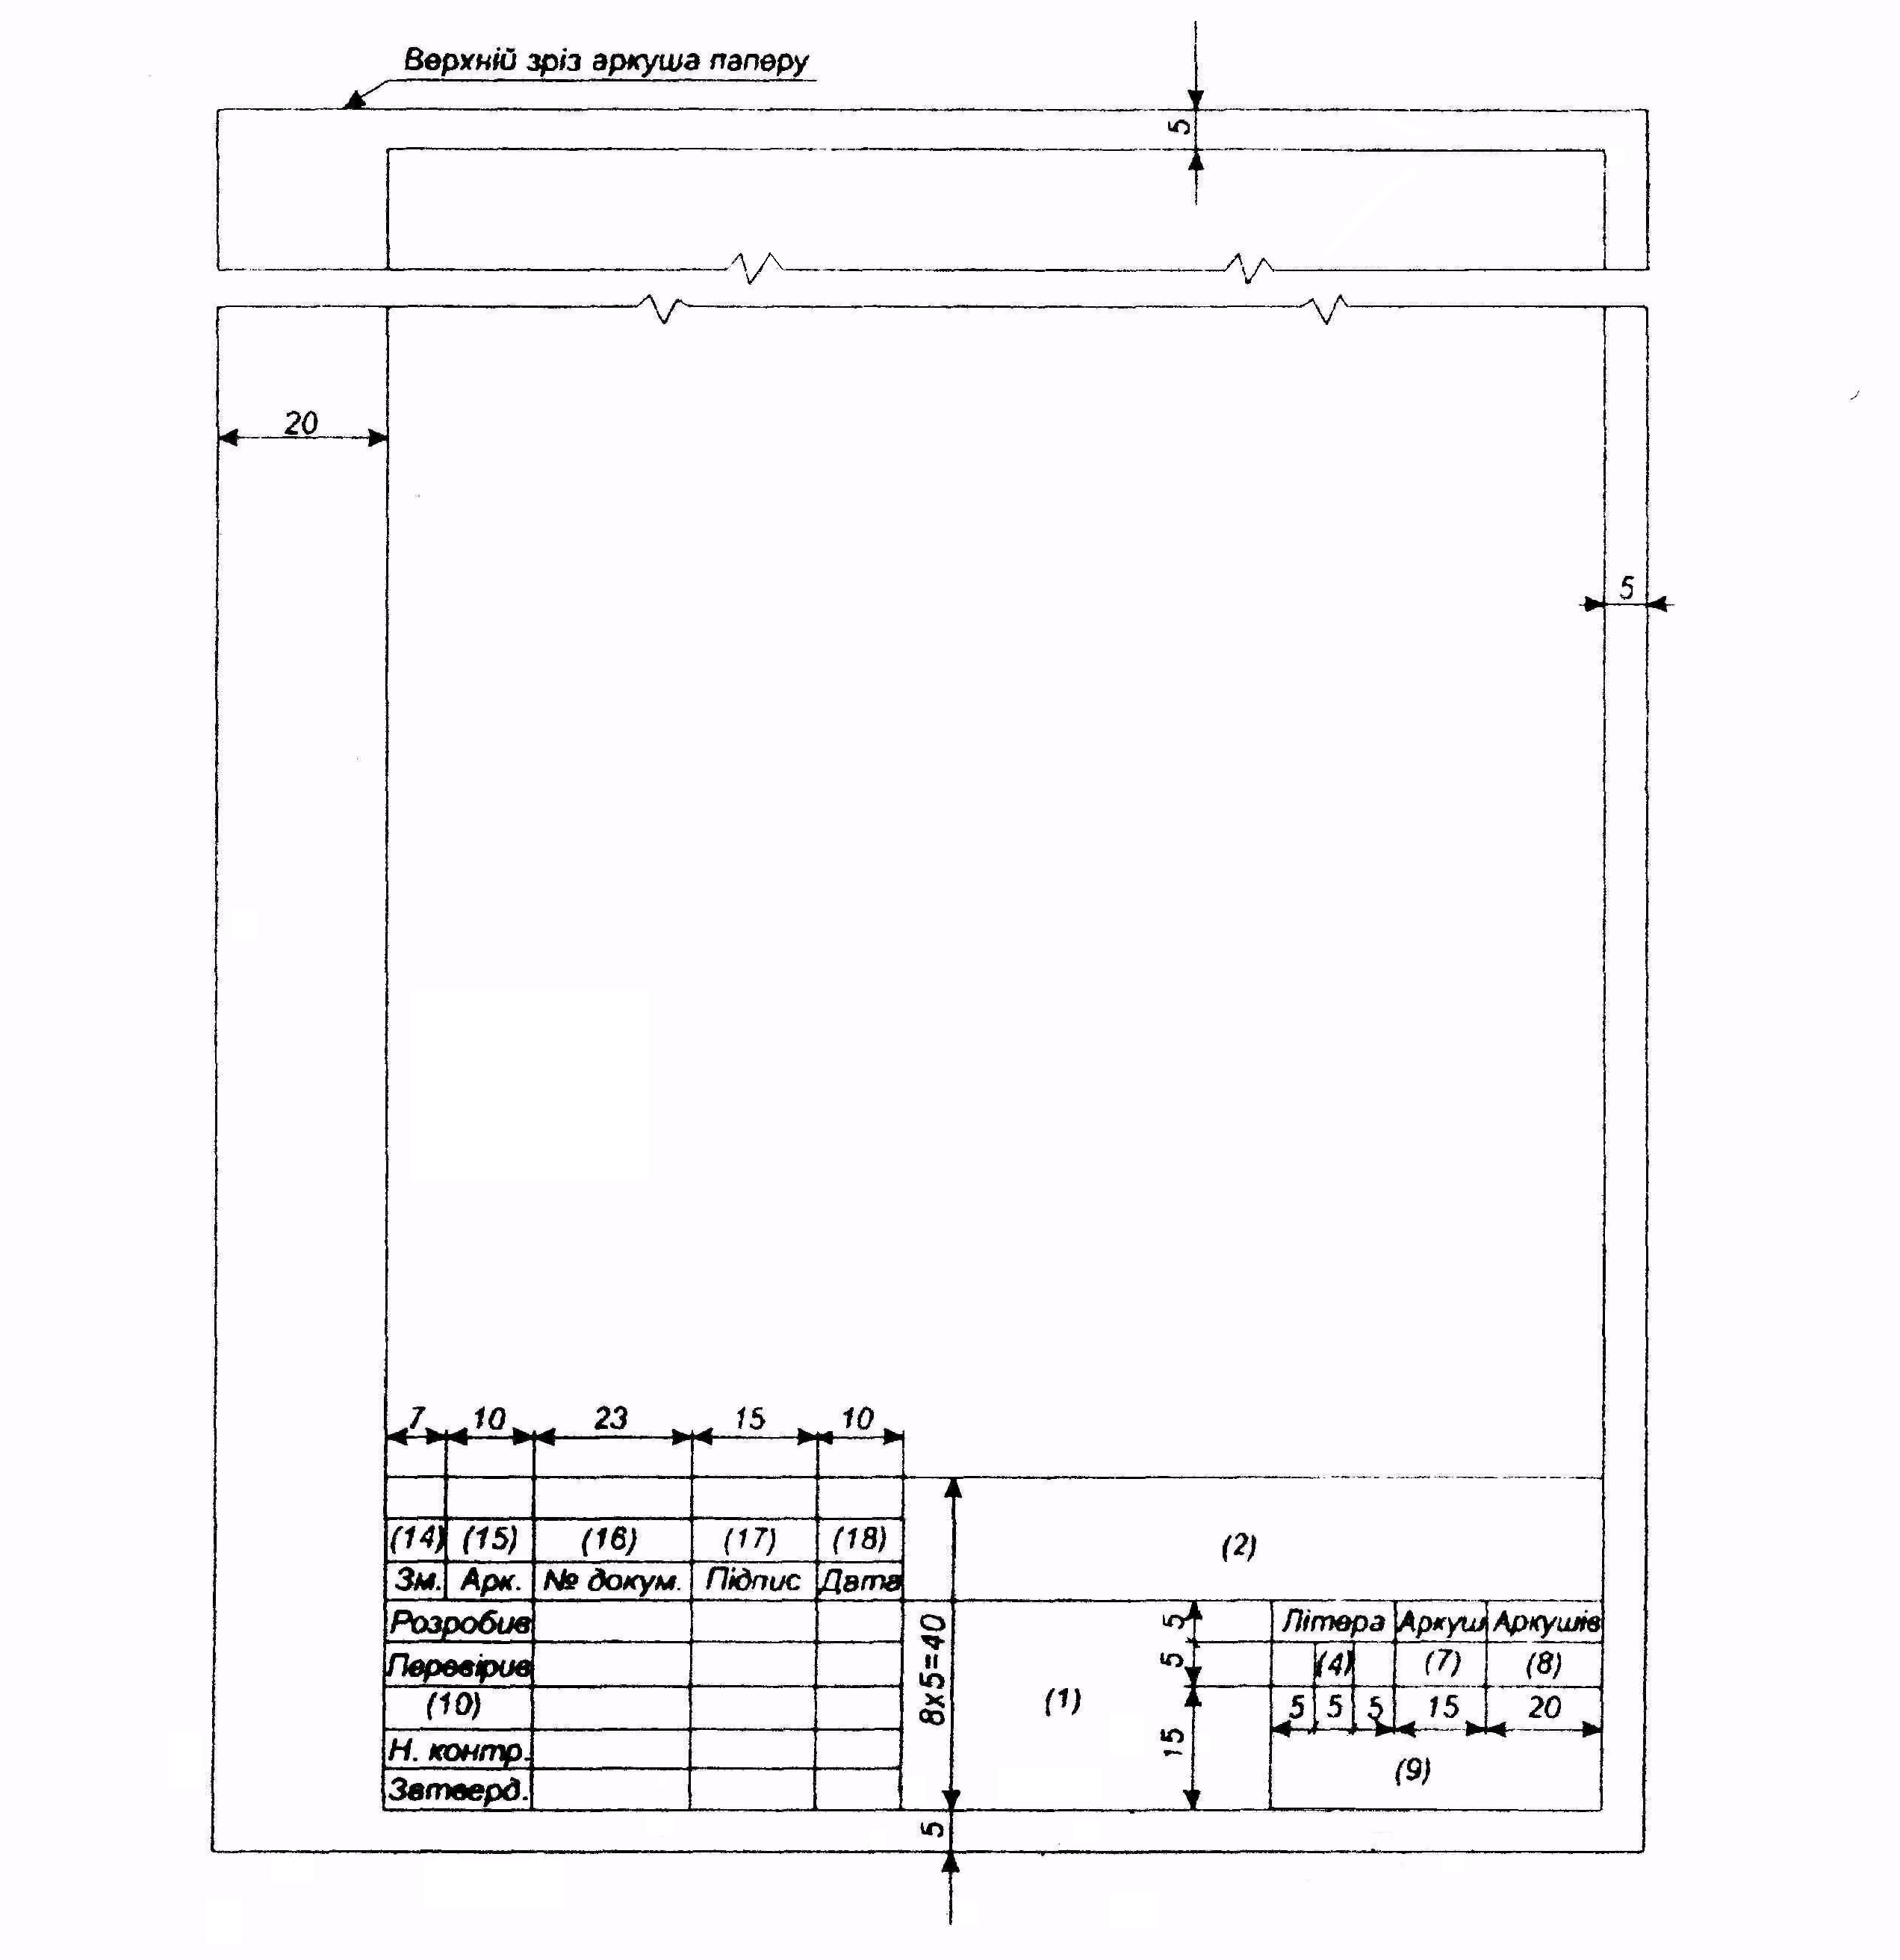 Верхній зріз аркуша паперу
5
20
5
7 10 23 15 10
(14) (15) (16) (17) (18) (2)
Зм. Арк. № докум. Підпис Дата
Розробив 5 Літера Аркуш Аркушів
Перевірив 5 (4) (7) (8)
(10) 8x5=40 (1) 15 5 5 5 15 20
Н. контр. (9)
Затверд.
5